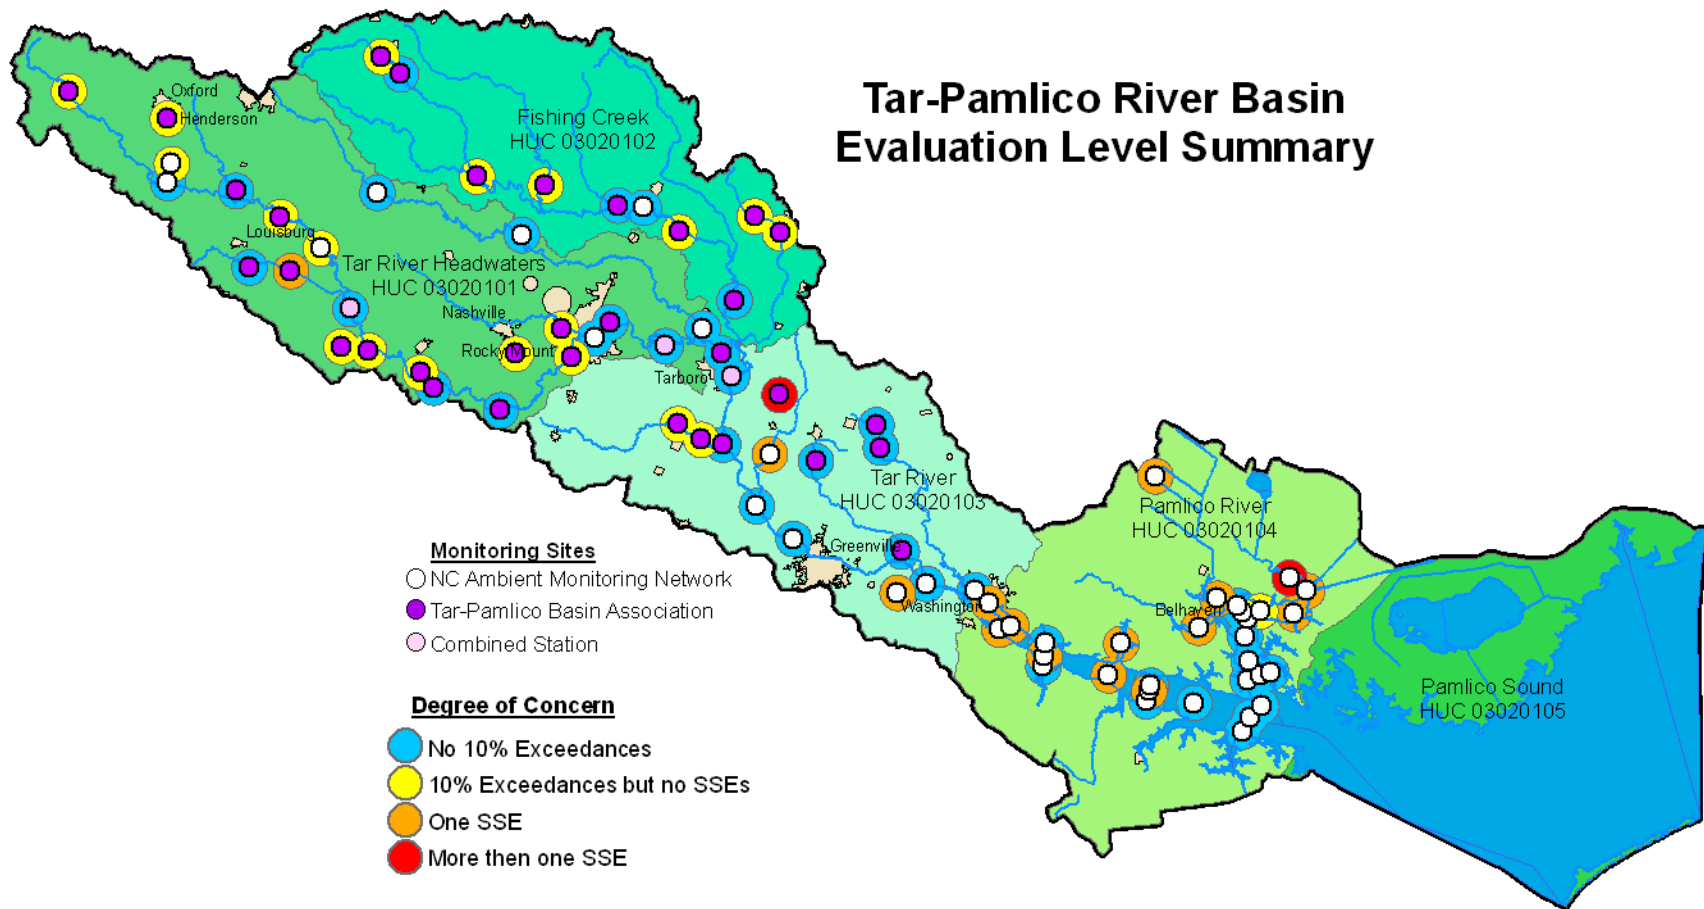 Tar-Pamlico River Basin
Evaluation Level Summary
Oxford
Henderson
Fishing Creek
HUC 03020102
Louisburg
Tar River Headwaters
HUC 03020101
Nashville
Rocky Mount
Tarboro
Tar River
HUC 03020103
Pamlico River
HUC 03020104
Greenville
Washington
Belhaven
Pamlico Sound
HUC 03020105
Monitoring Sites
NC Ambient Monitoring Network
Tar-Pamlico Basin Association
Combined Station
Degree of Concern
No 10% Exceedances
10% Exceedances but no SSEs
One SSE
More then one SSE